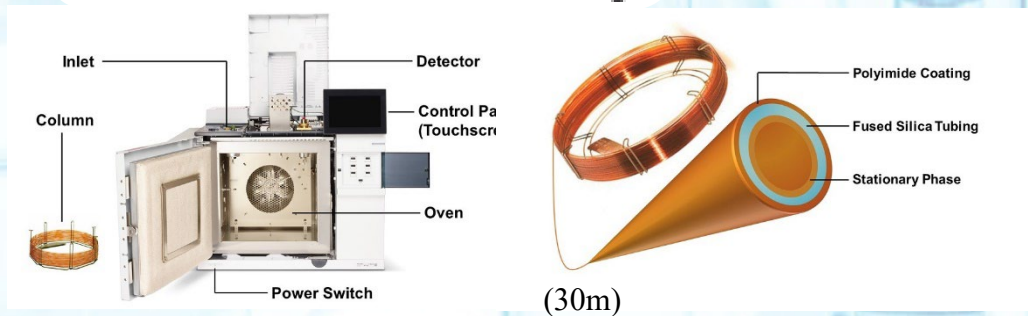 Inlet
Detector
Column
Control Pa
(Touchscre
Oven
Power Switch
Polyimide Coating
Fused Silica Tubing
Stationary Phase
(30m)